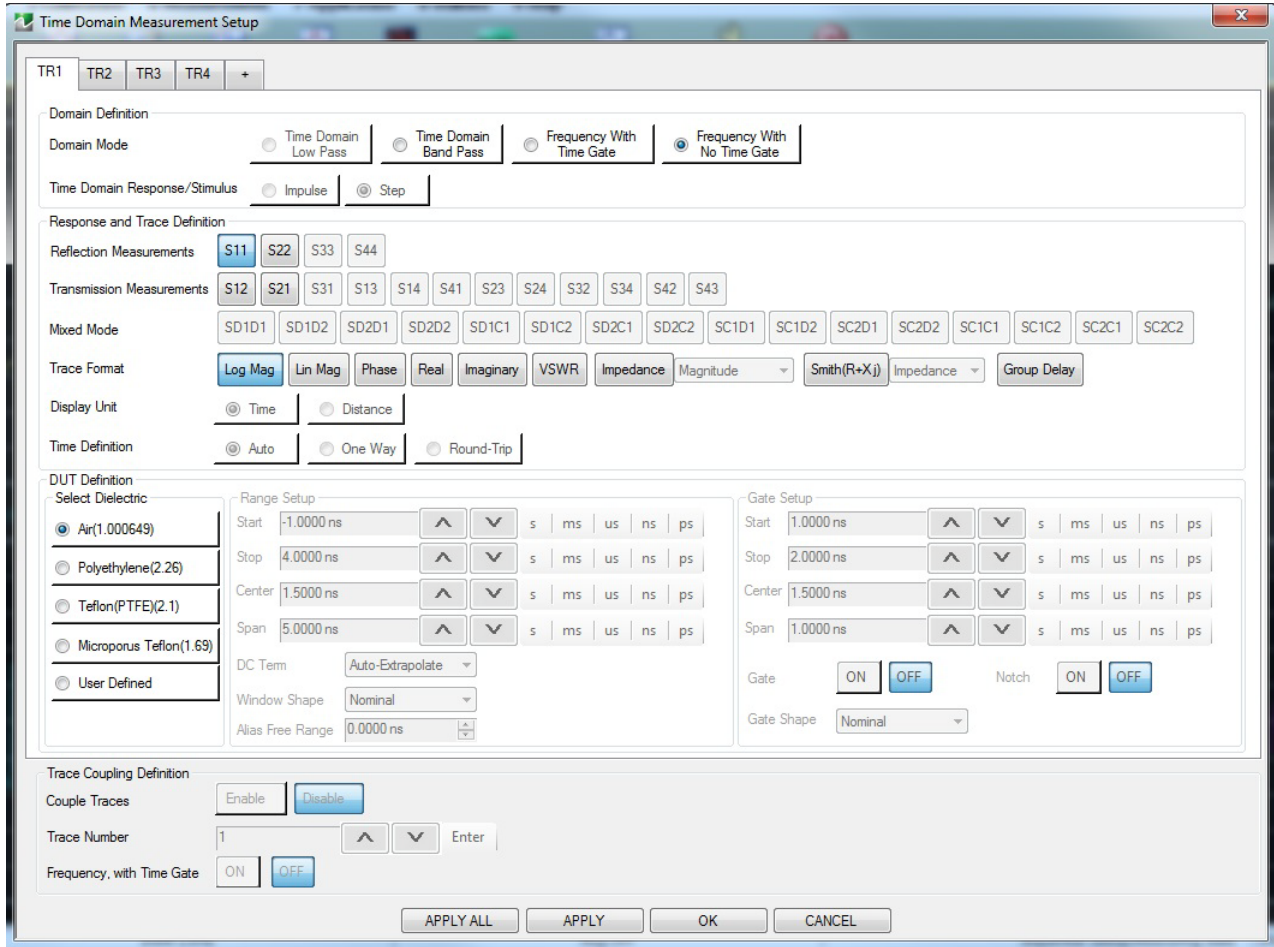 Time Domain Measurement Setup
X
TR1 TR2 TR3 TR4 +
Domain Definition
Domain Mode Time Domain Low Pass Time Domain Band Pass Frequency With Time Gate Frequency With No Time Gate
Time Domain Response/Stimulus Impulse Step
Response and Trace Definition
Reflection Measurements S11 S22 S33 S44
Transmission Measurements S12 S21 S31 S13 S14 S41 S23 S24 S32 S34 S42 S43
Mixed Mode SD1D1 SD1D2 SD2D1 SD2D2 SD1C1 SD1C2 SD2C1 SD2C2 SC1D1 SC1D2 SC2D1 SC2D2 SC1C1 SC1C2 SC2C1 SC2C2
Trace Format Log Mag Lin Mag Phase Real Imaginary VSWR Impedance Magnitude Smith(R+Xj) Impedance Group Delay
Display Unit Time Distance
Time Definition Auto One Way Round-Trip
DUT Definition
Select Dielectric
Air(1.000649)
Polyethylene(2.26)
Teflon(PTFE)(2.1)
Microporus Teflon(1.69)
User Defined
Range Setup
Start -1.0000 ns s ms us ns ps
Stop 4.0000 ns s ms us ns ps
Center 1.5000 ns s ms us ns ps
Span 5.0000 ns s ms us ns ps
DC Term Auto-Extrapolate
Window Shape Nominal
Alias Free Range 0.0000 ns
Gate Setup
Start 1.0000 ns s ms us ns ps
Stop 2.0000 ns s ms us ns ps
Center 1.5000 ns s ms us ns ps
Span 1.0000 ns s ms us ns ps
Gate ON OFF Notch ON OFF
Gate Shape Nominal
Trace Coupling Definition
Couple Traces Enable Disable
Trace Number 1 Enter
Frequency, with Time Gate ON OFF
APPLY ALL APPLY OK CANCEL